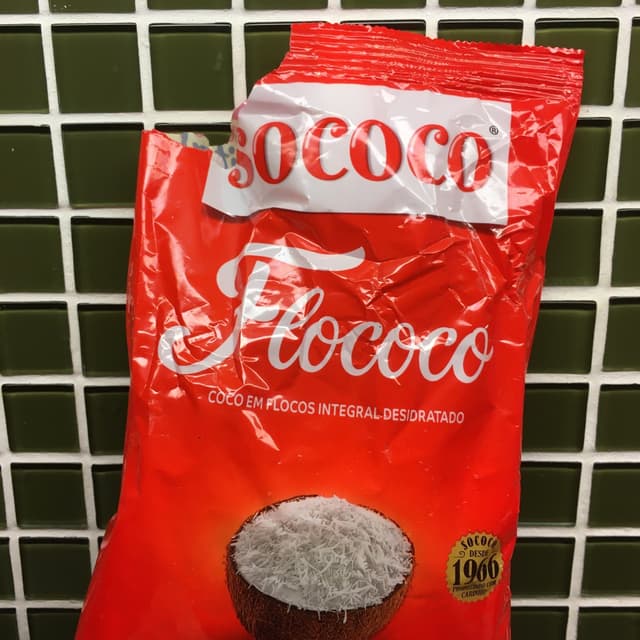 SOCOCO®
Flococo
COCO EM FLOCOS INTEGRAL DESIDRATADO
SOCOCO
DESDE
1966